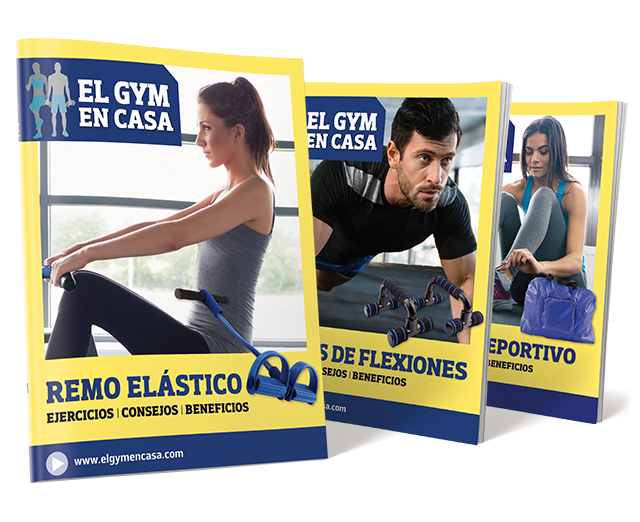 EL GYM
EN CASA
REMO ELÁSTICO
EJERCICIOS | CONSEJOS | BENEFICIOS
www.elgymencasa.com
EL GYM
EN CASA
S DE FLEXIONES
SEJOS | BENEFICIOS
casa.com
EPORTIVO
BENEFICIOS